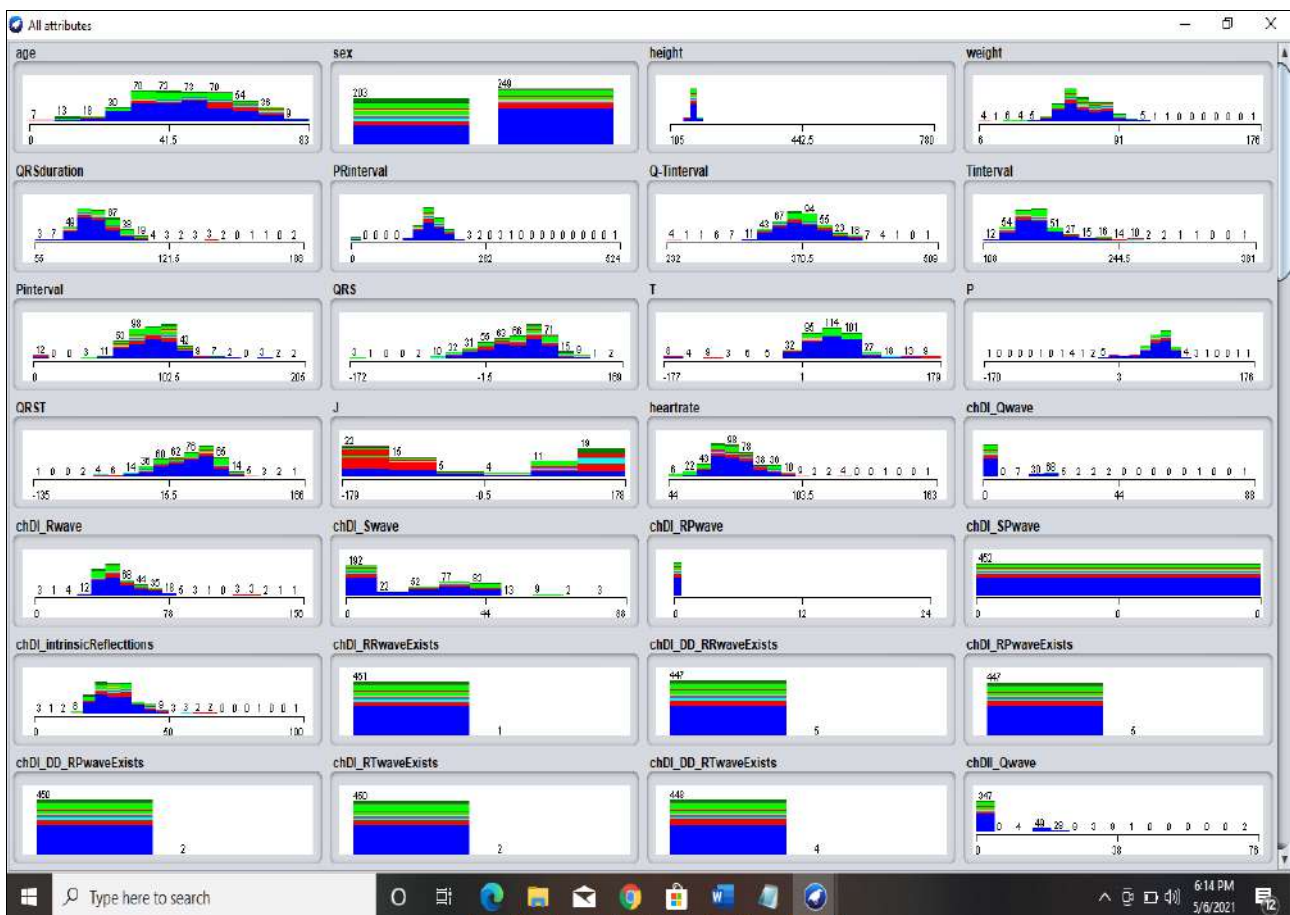 All attributes
age sex height weight
7 13 18 30 70 73 73 70 54 36 9
0 41.5 83
203 249
105 442.5 780
4 1 6 4 5 5 1 1 0 0 0 0 0 0 1
6 91 176
QRSduration PRinterval Q-Tinterval Tinterval
3 7 49 67 38 19 4 3 2 3 3 2 0 1 1 0 2
55 121.5 188
0 0 0 0 3 2 0 3 1 0 0 0 0 0 0 0 0 0 1
0 262 524
4 1 1 6 7 11 43 67 94 55 23 18 7 4 1 0 1
232 370.5 509
12 54 51 27 15 16 14 10 2 2 1 1 1 0 0 1
108 244.5 381
Pinterval QRS T P
12 0 0 3 11 53 98 42 9 7 2 0 3 2 2
0 102.5 205
3 1 0 0 2 10 22 31 55 63 66 71 15 9 1 2
-172 -1.5 169
4 9 3 6 32 95 114 101 27 10 13 9
-177 1 179
1 0 0 0 0 1 0 1 4 1 2 5 4 3 1 0 0 1 1
-170 3 176
QRST J heartrate chDI_Qwave
1 0 0 2 4 6 14 36 60 62 76 65 14 5 3 2 1
-135 15.5 166
22 15 5 4 11 19
-179 -0.5 178
6 22 43 98 78 38 30 10 2 4 0 0 1 0 0 1
44 103.5 163
0 7 5 2 2 2 0 0 0 0 0 1 0 0 1
0 44 88
chDI_Rwave chDI_Swave chDI_RPwave chDI_SPwave
3 1 4 12 68 44 35 18 5 3 1 0 3 3 2 1 1
0 78
192 22 52 77 13 9 2 3
0 44 88
0 12 24
452
0 0 0
chDI_intrinsicReflecttions chDI_RRwaveExists chDI_DD_RRwaveExists chDI_RPwaveExists
3 1 2 8 9 3 3 2 2 0 0 0 1 0 0 1
0 50 100
451 1
447 5
447 5
chDI_DD_RPwaveExists chDI_RTwaveExists chDI_DD_RTwaveExists chDII_Qwave
450 2
450 2
448 4
347 0 4 49 1 0 0 0 0 0 2
0 38 76
Type here to search
6:14 PM
5/6/2021
12